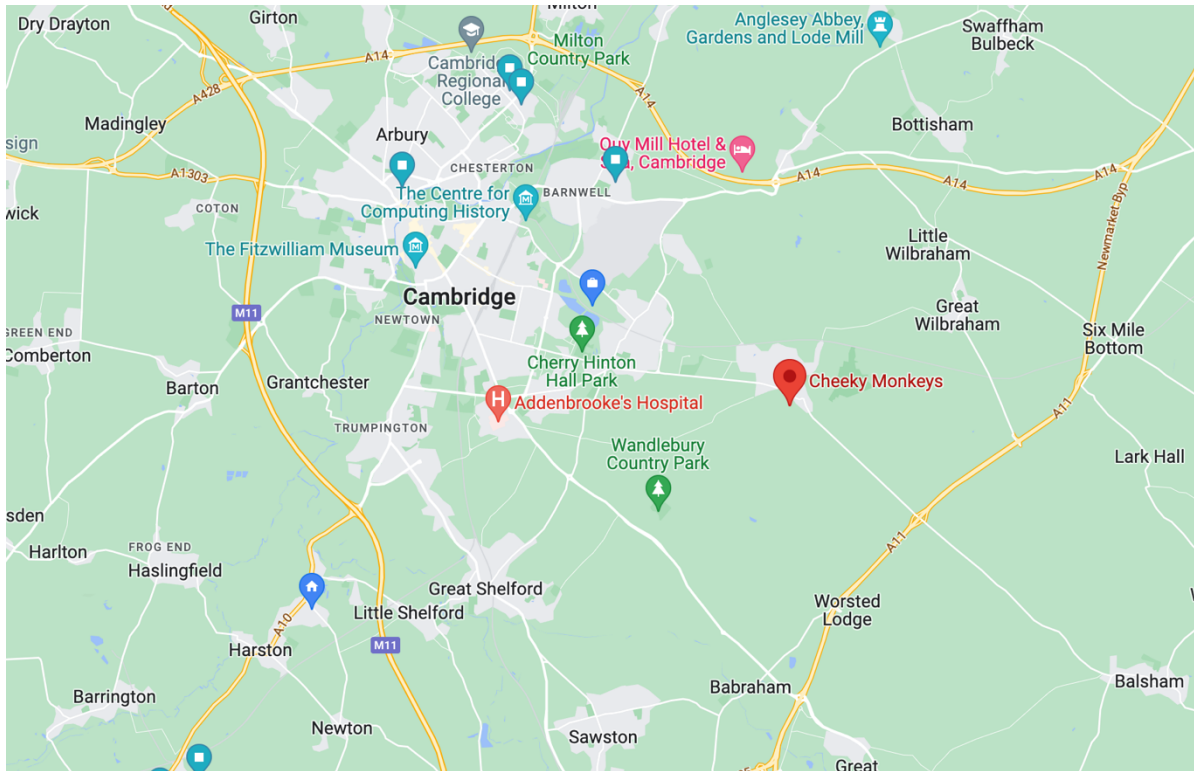 Dry Drayton
Girton
Milton
Anglesey Abbey,
Gardens and Lode Mill
Swaffham
Bulbeck
A14
Milton
Country Park
Cambridge
Regional
College
A428
A14
Madingley
sign
Arbury
Bottisham
Quy Mill Hotel &
Spa, Cambridge
CHESTERTON
A1303
A14
A14
A14
The Centre for
Computing History
BARNWELL
wick
COTON
Newmarket Byp
The Fitzwilliam Museum
Little
Wilbraham
Cambridge
M11
NEWTOWN
Great
Wilbraham
GREEN END
Comberton
Six Mile
Bottom
Cherry Hinton
Hall Park
Barton
Grantchester
Cheeky Monkeys
H
Addenbrooke's Hospital
A11
TRUMPINGTON
Wandlebury
Country Park
Lark Hall
sden
Harlton
FROG END
Haslingfield
A11
Great Shelford
Little Shelford
Worsted
Lodge
A10
Harston
M11
Balsham
Barrington
Babraham
Newton
Sawston
Great